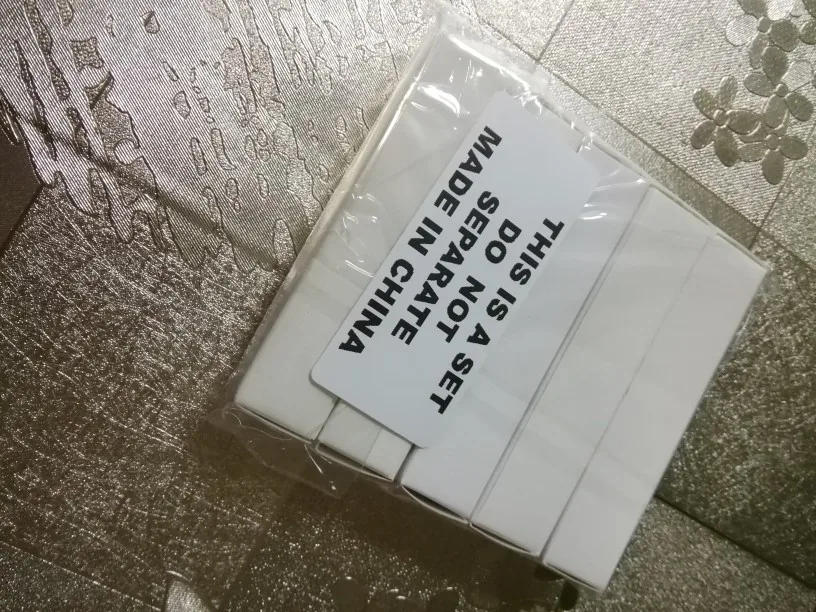 THIS IS A SET
DO NOT
SEPARATE
MADE IN CHINA